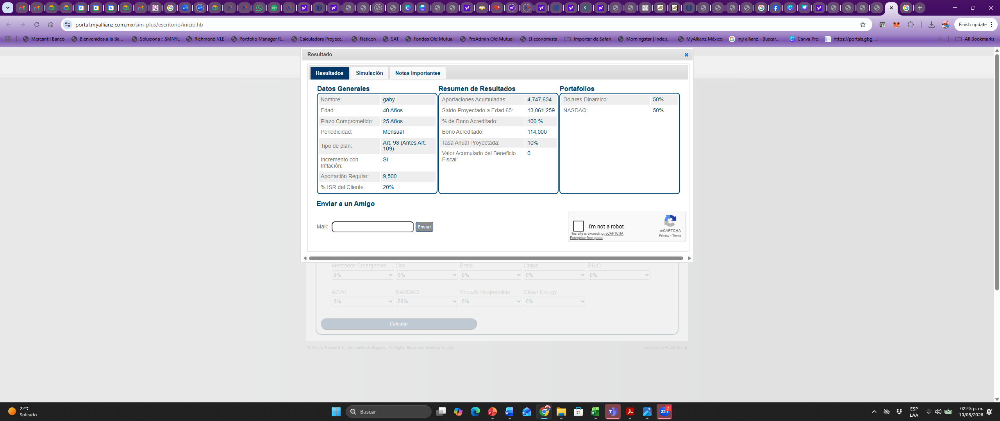 portal.myallianz.com.mx/sim-plus/escritorio/inicio.hb
Finish update
Mercantil Banco
Bienvenidos a la Ba...
Soluciona :: SMNYL
Richmond VLE
Portfolio Manager R...
Calculadora Proyecc...
Flaticon
SAT
Fondos Old Mutual
ProAdmin Old Mutual
El economista
Importar de Safari
Morningstar | Indep...
MyAllianz México
my allianz - Buscar...
Canva Pro
https://portals.gbg....
All Bookmarks
Resultado
Resultados
Simulación
Notas Importantes
Datos Generales
Nombre: gaby
Edad: 40 Años
Plazo Comprometido: 25 Años
Periodicidad: Mensual
Tipo de plan: Art. 93 (Antes Art.
109)
Incremento con Si
Inflación:
Aportación Regular: 9,500
% ISR del Cliente: 20%
Resumen de Resultados
Aportaciones Acumuladas: 4,747,634
Saldo Proyectado a Edad 65: 13,061,259
% de Bono Acreditado: 100 %
Bono Acreditado: 114,000
Tasa Anual Proyectada: 10%
Valor Acumulado del Beneficio 0
Fiscal:
Portafolios
Dolares Dinamico: 50%
NASDAQ: 50%
Enviar a un Amigo
Mail:
Enviar
I'm not a robot
This site is exceeding reCAPTCHA
Enterprise free quota.
reCAPTCHA
Privacy - Terms
Mercados Emergentes Oro Brasil China BRIC
0% 0% 0% 0% 0%
ACWI NASDAQ Socially Responsible Clean Energy
0% 50% 0% 0%
Calcular
© Allianz México S.A., Compañía de Seguros. All Rights Reserved. Desktop Version
powered by Habil Group
22°C
Soleado
Buscar
2
ESP
LAA
02:45 p. m.
10/03/2026